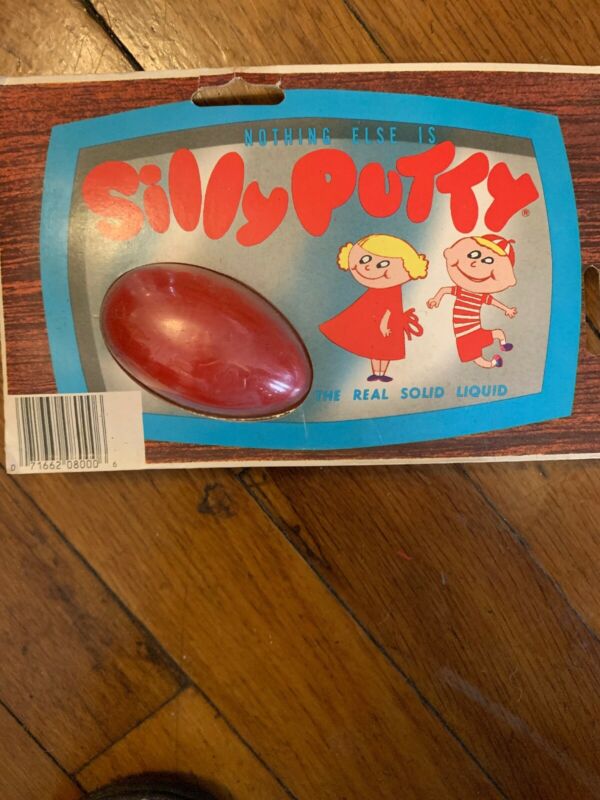 NOTHING ELSE IS
Silly PUTTY®
THE REAL SOLID LIQUID
0 71662 08000 6